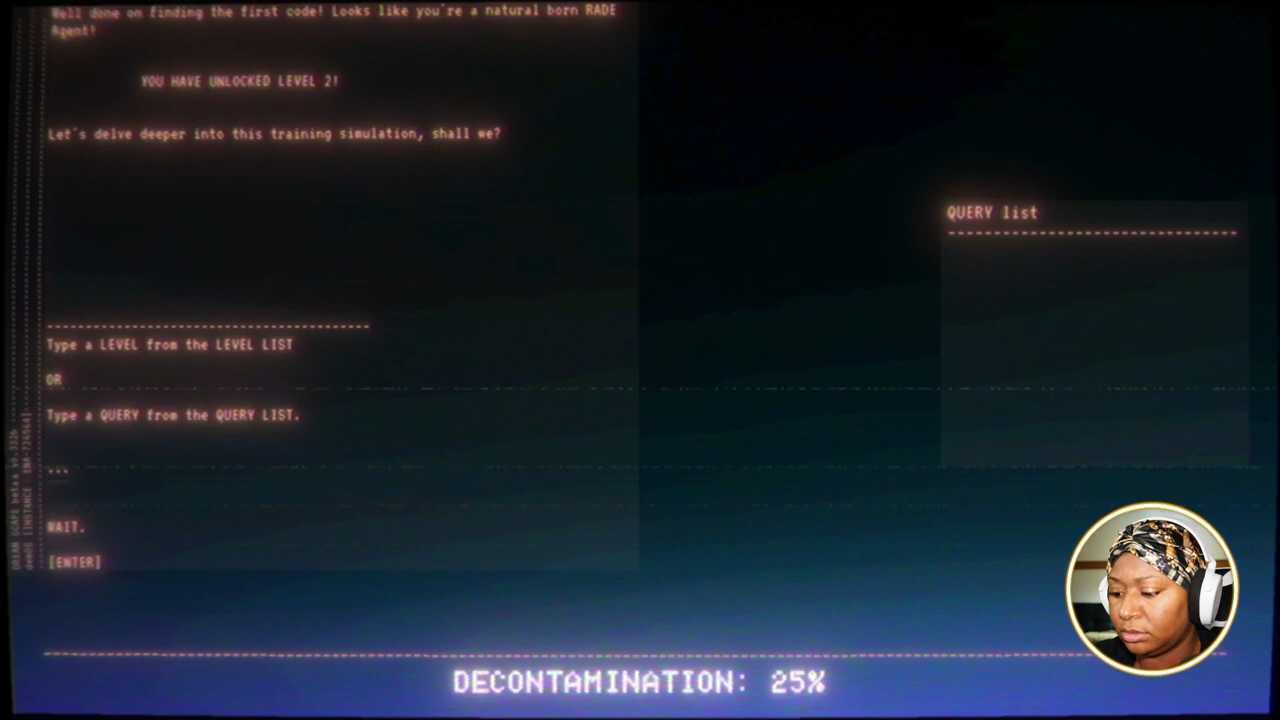 Well done on finding the first code! Looks like you're a natural born RADE
Agent!
YOU HAVE UNLOCKED LEVEL 2!
Let's delve deeper into this training simulation, shall we?
Type a LEVEL from the LEVEL LIST
OR
Type a QUERY from the QUERY LIST.
...
WAIT.
[ENTER]
QUERY list
DECONTAMINATION: 25%